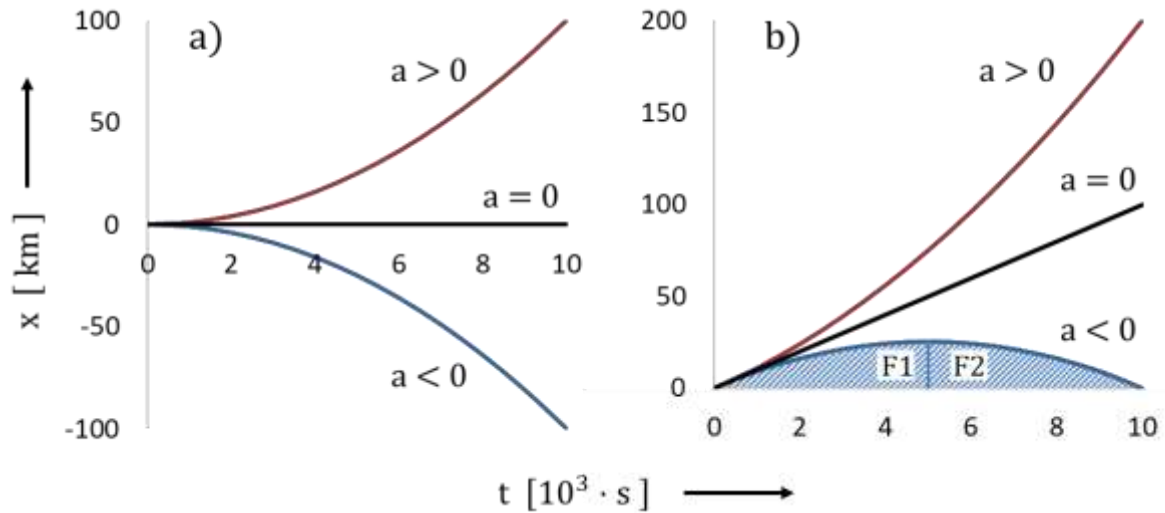 a)
100
50
0
-50
-100
0 2 4 6 8 10
a > 0
a = 0
a < 0
x [ km ]
b)
200
150
100
50
0
0 2 4 6 8 10
a > 0
a = 0
a < 0
F1 F2
t [10³ · s ]